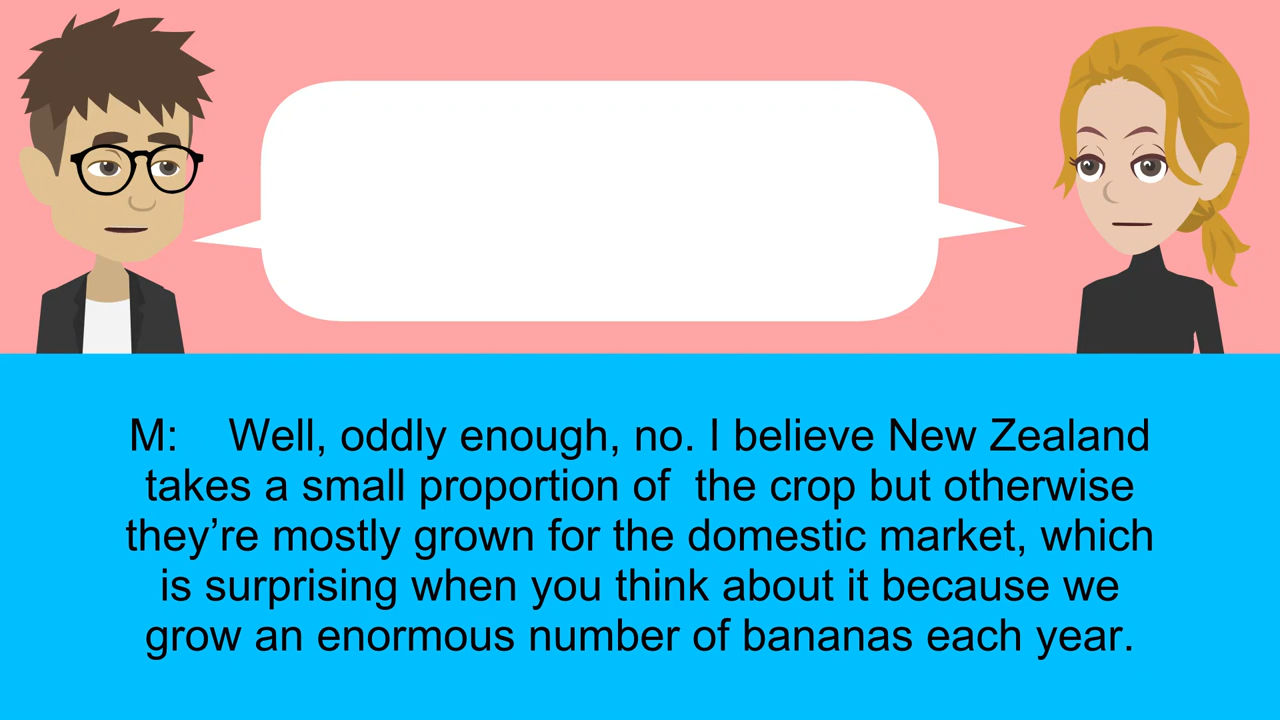 M:    Well, oddly enough, no. I believe New Zealand
takes a small proportion of  the crop but otherwise
they’re mostly grown for the domestic market, which
is surprising when you think about it because we
grow an enormous number of bananas each year.